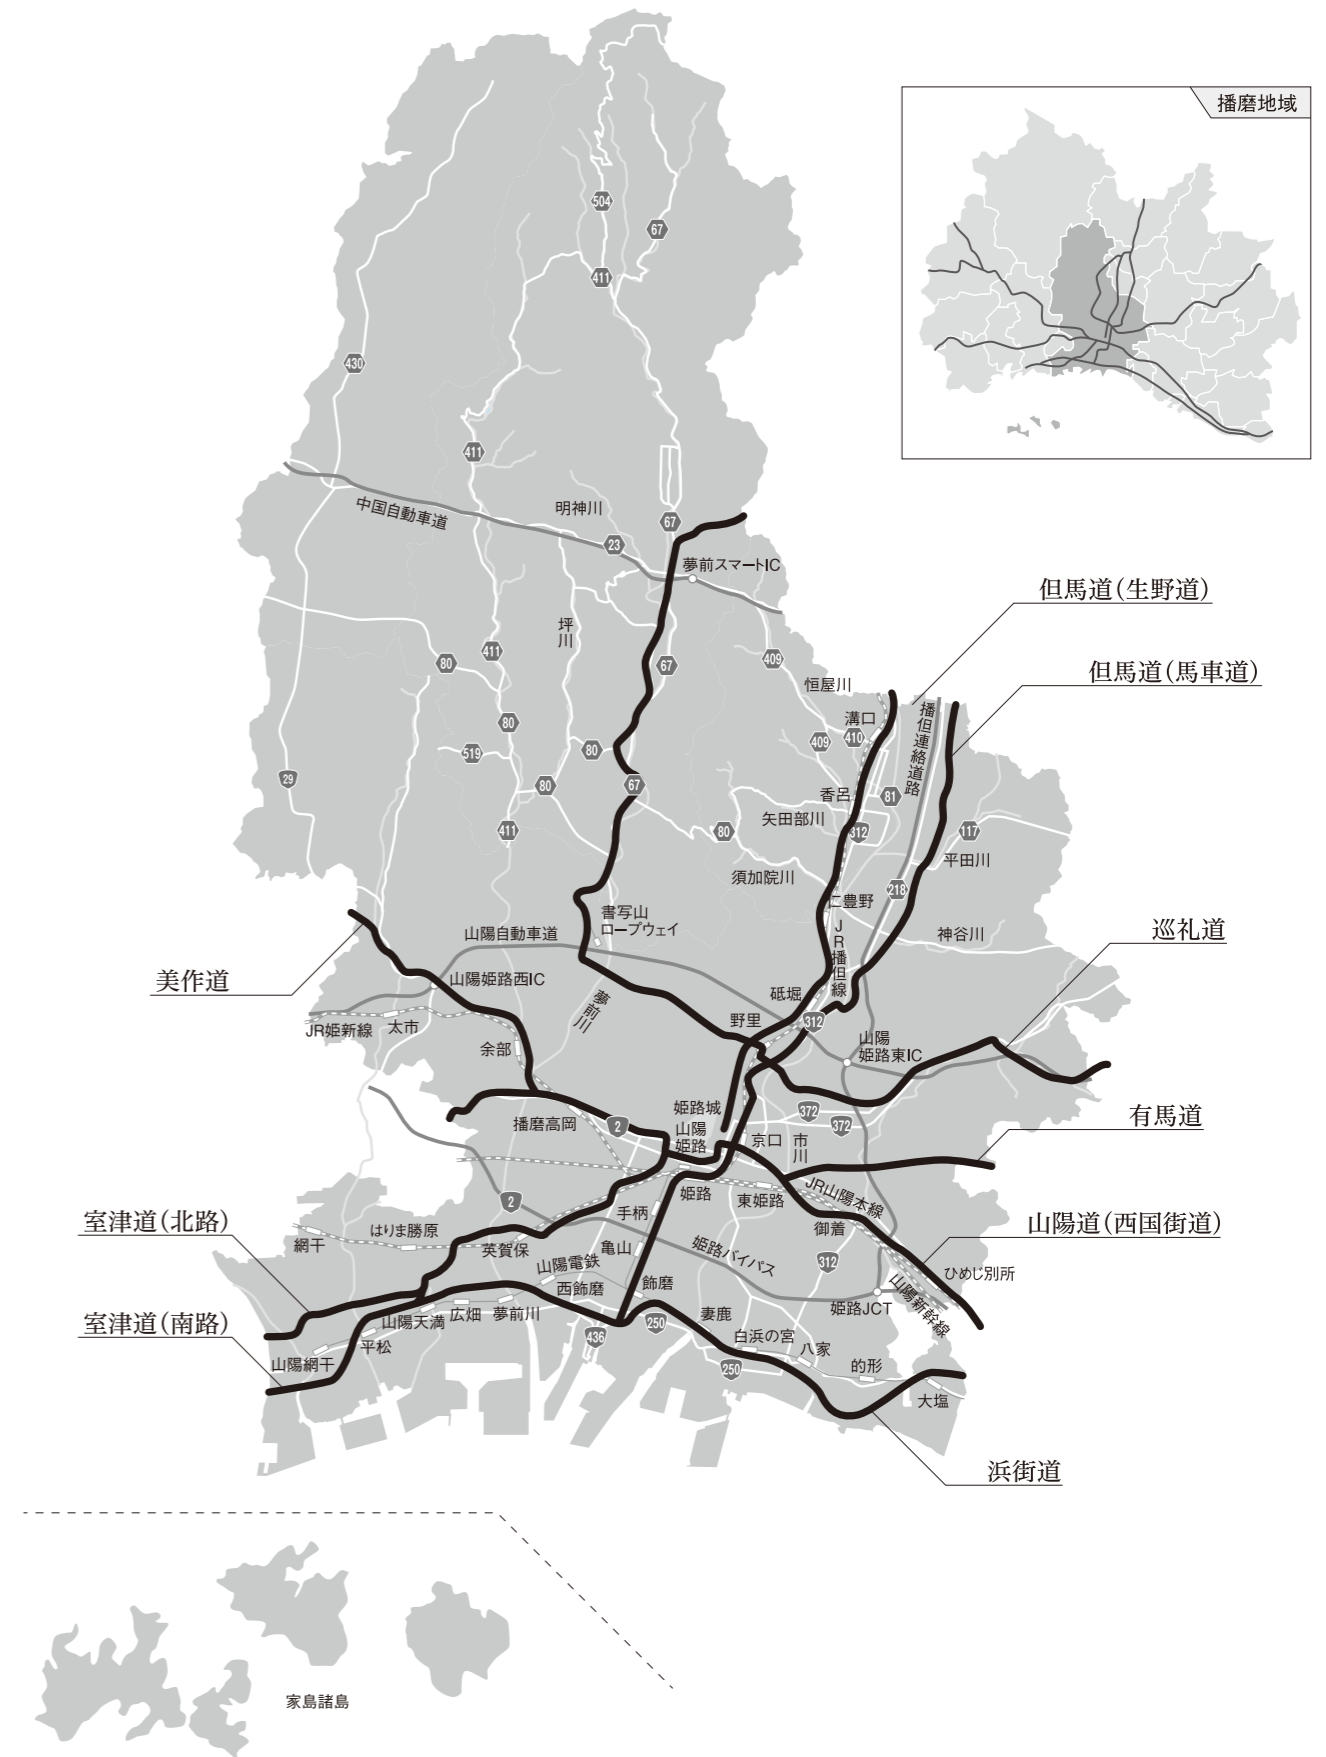 播磨地域
504
67
411
430
411
中国自動車道
明神川
67
23
夢前スマートIC
但馬道（生野道）
坪川
411
80
67
409
恒屋川
但馬道（馬車道）
溝口
播但連絡道路
80
519
80
409
410
29
80
67
香呂
81
411
矢田部川
80
312
117
平田川
須加院川
218
仁豊野
書写山
ロープウェイ
JR播但線
神谷川
巡礼道
山陽自動車道
美作道
山陽姫路西IC
夢前川
砥堀
野里
312
JR姫新線
太市
余部
山陽
姫路東IC
姫路城
播磨高岡
2
山陽
姫路
372
372
京口
市川
有馬道
姫路
東姫路
JR山陽本線
2
手柄
御着
室津道（北路）
網干
はりま勝原
英賀保
亀山
姫路バイパス
312
山陽道（西国街道）
山陽電鉄
西飾磨
飾磨
ひめじ別所
姫路JCT
山陽新幹線
室津道（南路）
山陽天満
広畑
夢前川
436
250
妻鹿
白浜の宮
八家
平松
山陽網干
250
的形
大塩
浜街道
家島諸島